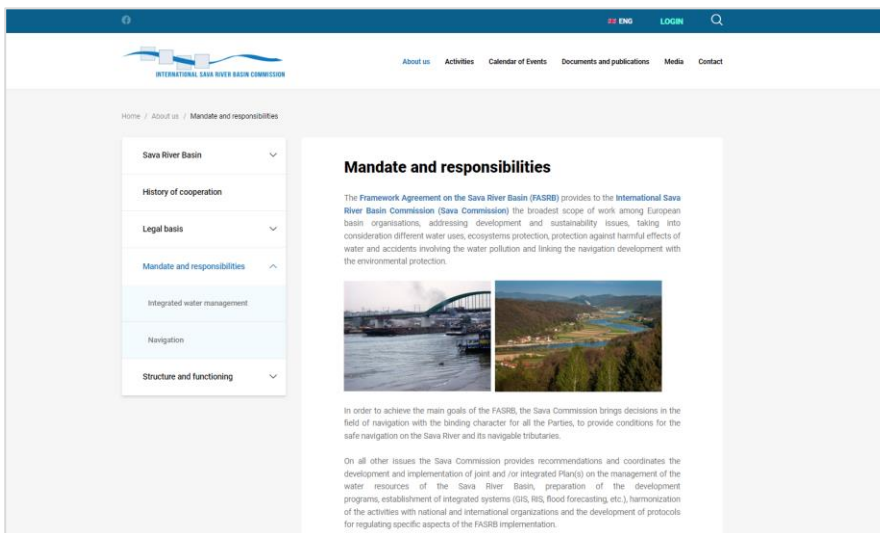 ENG LOGIN
INTERNATIONAL SAVA RIVER BASIN COMMISSION
About us Activities Calendar of Events Documents and publications Media Contact
Home / About us / Mandate and responsibilities
Sava River Basin
History of cooperation
Legal basis
Mandate and responsibilities
Integrated water management
Navigation
Structure and functioning
Mandate and responsibilities
The Framework Agreement on the Sava River Basin (FASRB) provides to the International Sava
River Basin Commission (Sava Commission) the broadest scope of work among European
basin organisations, addressing development and sustainability issues, taking into
consideration different water uses, ecosystems protection, protection against harmful effects of
water and accidents involving the water pollution and linking the navigation development with
the environmental protection.
In order to achieve the main goals of the FASRB, the Sava Commission brings decisions in the
field of navigation with the binding character for all the Parties, to provide conditions for the
safe navigation on the Sava River and its navigable tributaries.
On all other issues the Sava Commission provides recommendations and coordinates the
development and implementation of joint and /or integrated Plan(s) on the management of the
water resources of the Sava River Basin, preparation of the development
programs, establishment of integrated systems (GIS, RIS, flood forecasting, etc.), harmonization
of the activities with national and international organizations and the development of protocols
for regulating specific aspects of the FASRB implementation.